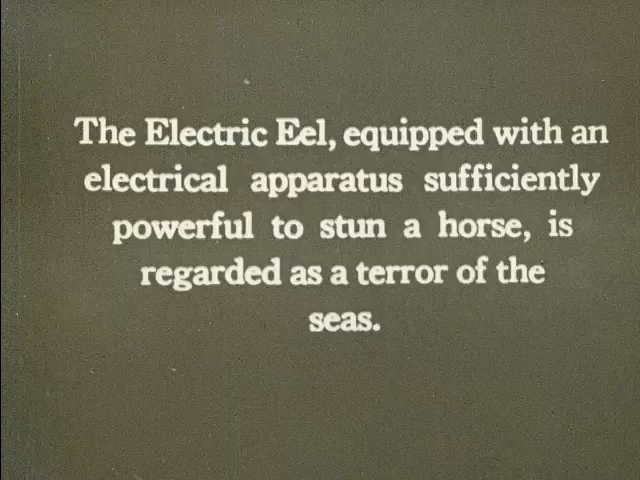 The Electric Eel, equipped with an
electrical apparatus sufficiently
powerful to stun a horse, is
regarded as a terror of the
seas.